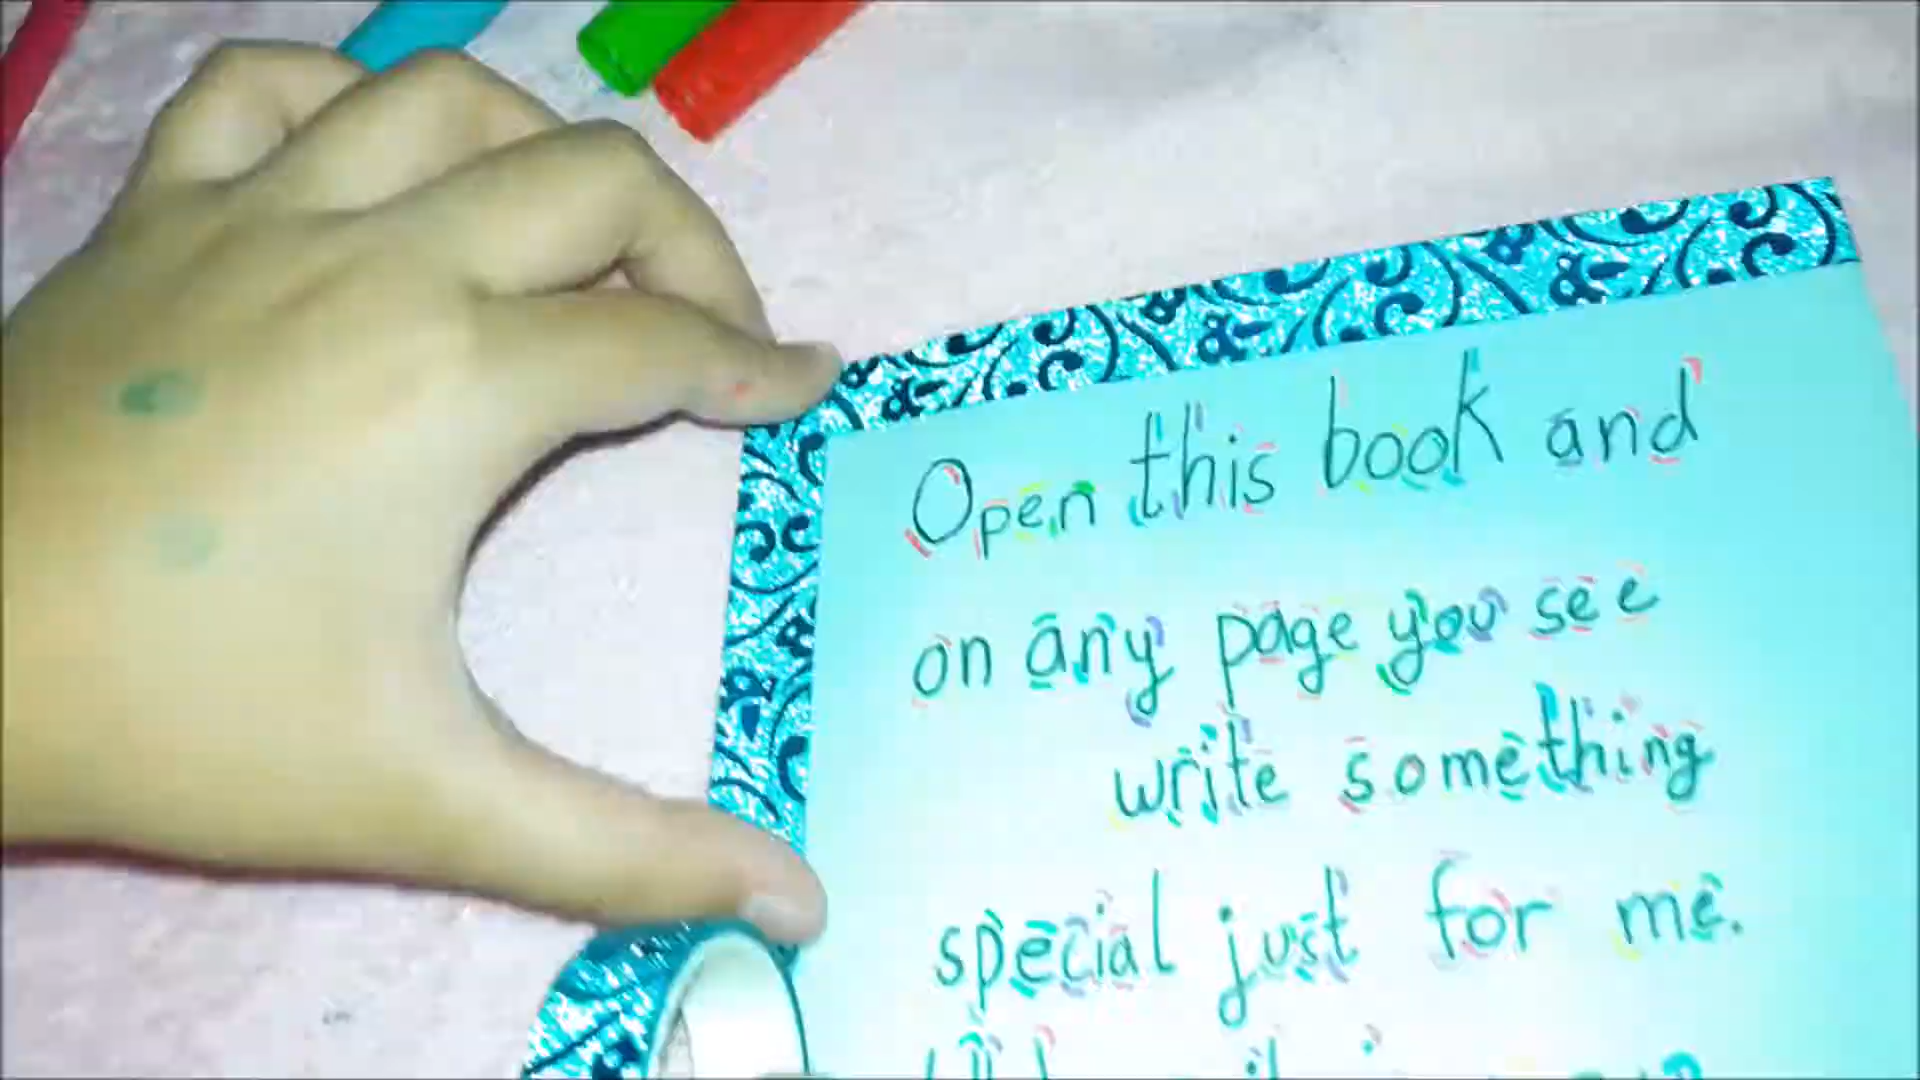 Open this book and
on any page you see
write something
special just for me.